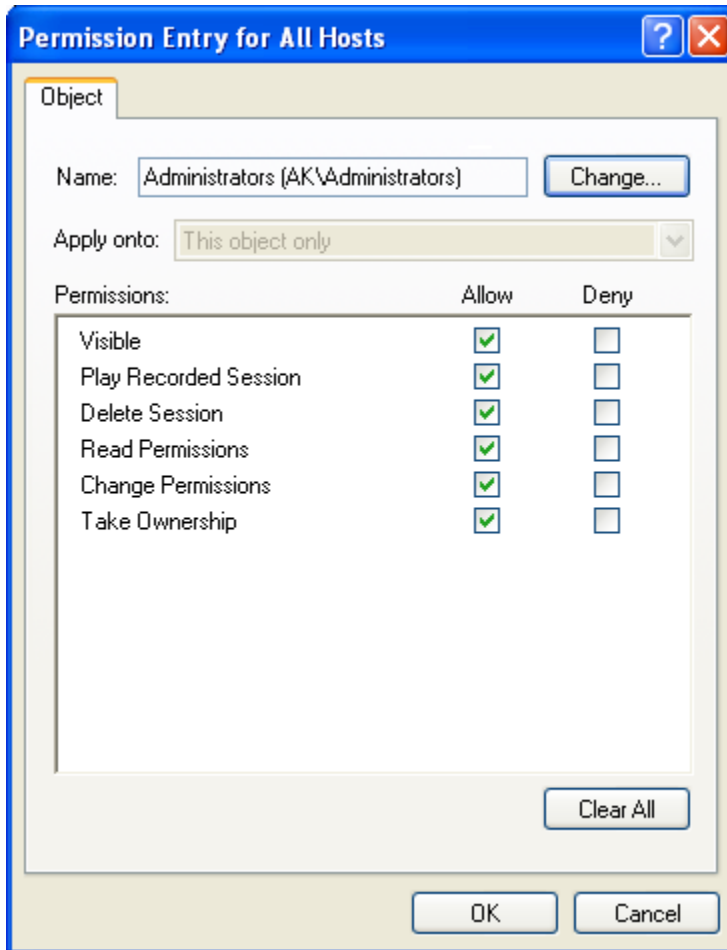 Permission Entry for All Hosts
Object
Name: Administrators (AK\Administrators) Change...
Apply onto: This object only
Permissions: Allow Deny
Visible
Play Recorded Session
Delete Session
Read Permissions
Change Permissions
Take Ownership
Clear All
OK Cancel